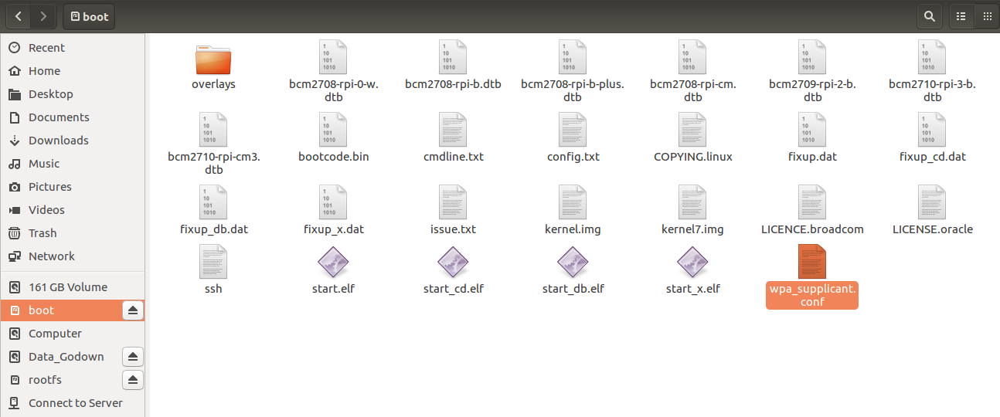 boot
Recent
Home
Desktop
Documents
Downloads
Music
Pictures
Videos
Trash
Network
161 GB Volume
boot
Computer
Data_Godown
rootfs
Connect to Server
overlays
bcm2708-rpi-0-w.
dtb
bcm2708-rpi-b.dtb
bcm2708-rpi-b-plus.
dtb
bcm2708-rpi-cm.
dtb
bcm2709-rpi-2-b.
dtb
bcm2710-rpi-3-b.
dtb
bcm2710-rpi-cm3.
dtb
bootcode.bin
cmdline.txt
config.txt
COPYING.linux
fixup.dat
fixup_cd.dat
fixup_db.dat
fixup_x.dat
issue.txt
kernel.img
kernel7.img
LICENCE.broadcom
LICENSE.oracle
ssh
start.elf
start_cd.elf
start_db.elf
start_x.elf
wpa_supplicant.
conf